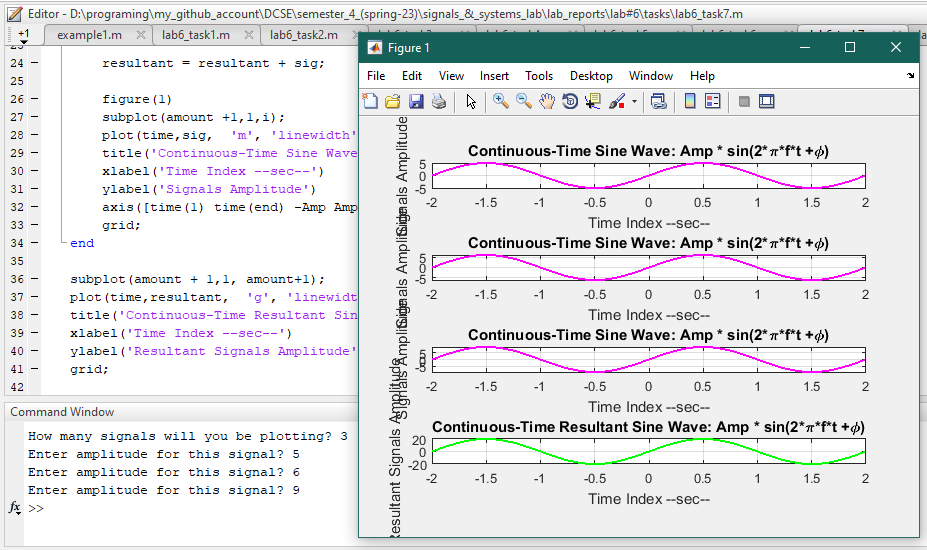 Editor - D:\programing\my_github_account\DCSE\semester_4_(spring-23)\signals_&_systems_lab\lab_reports\lab#6\tasks\lab6_task7.m
+1 example1.m lab6_task1.m lab6_task2.m
24 resultant = resultant + sig;
25
26 figure(1)
27 subplot(amount +1,1,i);
28 plot(time,sig, 'm', 'linewidth'
29 title('Continuous-Time Sine Wave
30 xlabel('Time Index --sec--')
31 ylabel('Signals Amplitude')
32 axis([time(1) time(end) -Amp Amp
33 grid;
34 end
35
36 subplot(amount + 1,1, amount+1);
37 plot(time,resultant, 'g', 'linewidt
38 title('Continuous-Time Resultant Sin
39 xlabel('Time Index --sec--')
40 ylabel('Resultant Signals Amplitude'
41 grid;
42
Command Window
How many signals will you be plotting? 3
Enter amplitude for this signal? 5
Enter amplitude for this signal? 6
Enter amplitude for this signal? 9
fx >>
Figure 1
File Edit View Insert Tools Desktop Window Help
Continuous-Time Sine Wave: Amp * sin(2*π*f*t +ϕ)
Signals Amplitude
5
0
-5
-2 -1.5 -1 -0.5 0 0.5 1 1.5 2
Time Index --sec--
Continuous-Time Sine Wave: Amp * sin(2*π*f*t +ϕ)
Signals Amplitude
5
0
-5
-2 -1.5 -1 -0.5 0 0.5 1 1.5 2
Time Index --sec--
Continuous-Time Sine Wave: Amp * sin(2*π*f*t +ϕ)
Signals Amplitude
5
0
-5
-2 -1.5 -1 -0.5 0 0.5 1 1.5 2
Time Index --sec--
Continuous-Time Resultant Sine Wave: Amp * sin(2*π*f*t +ϕ)
Resultant Signals Amplitude
20
0
-20
-2 -1.5 -1 -0.5 0 0.5 1 1.5 2
Time Index --sec--